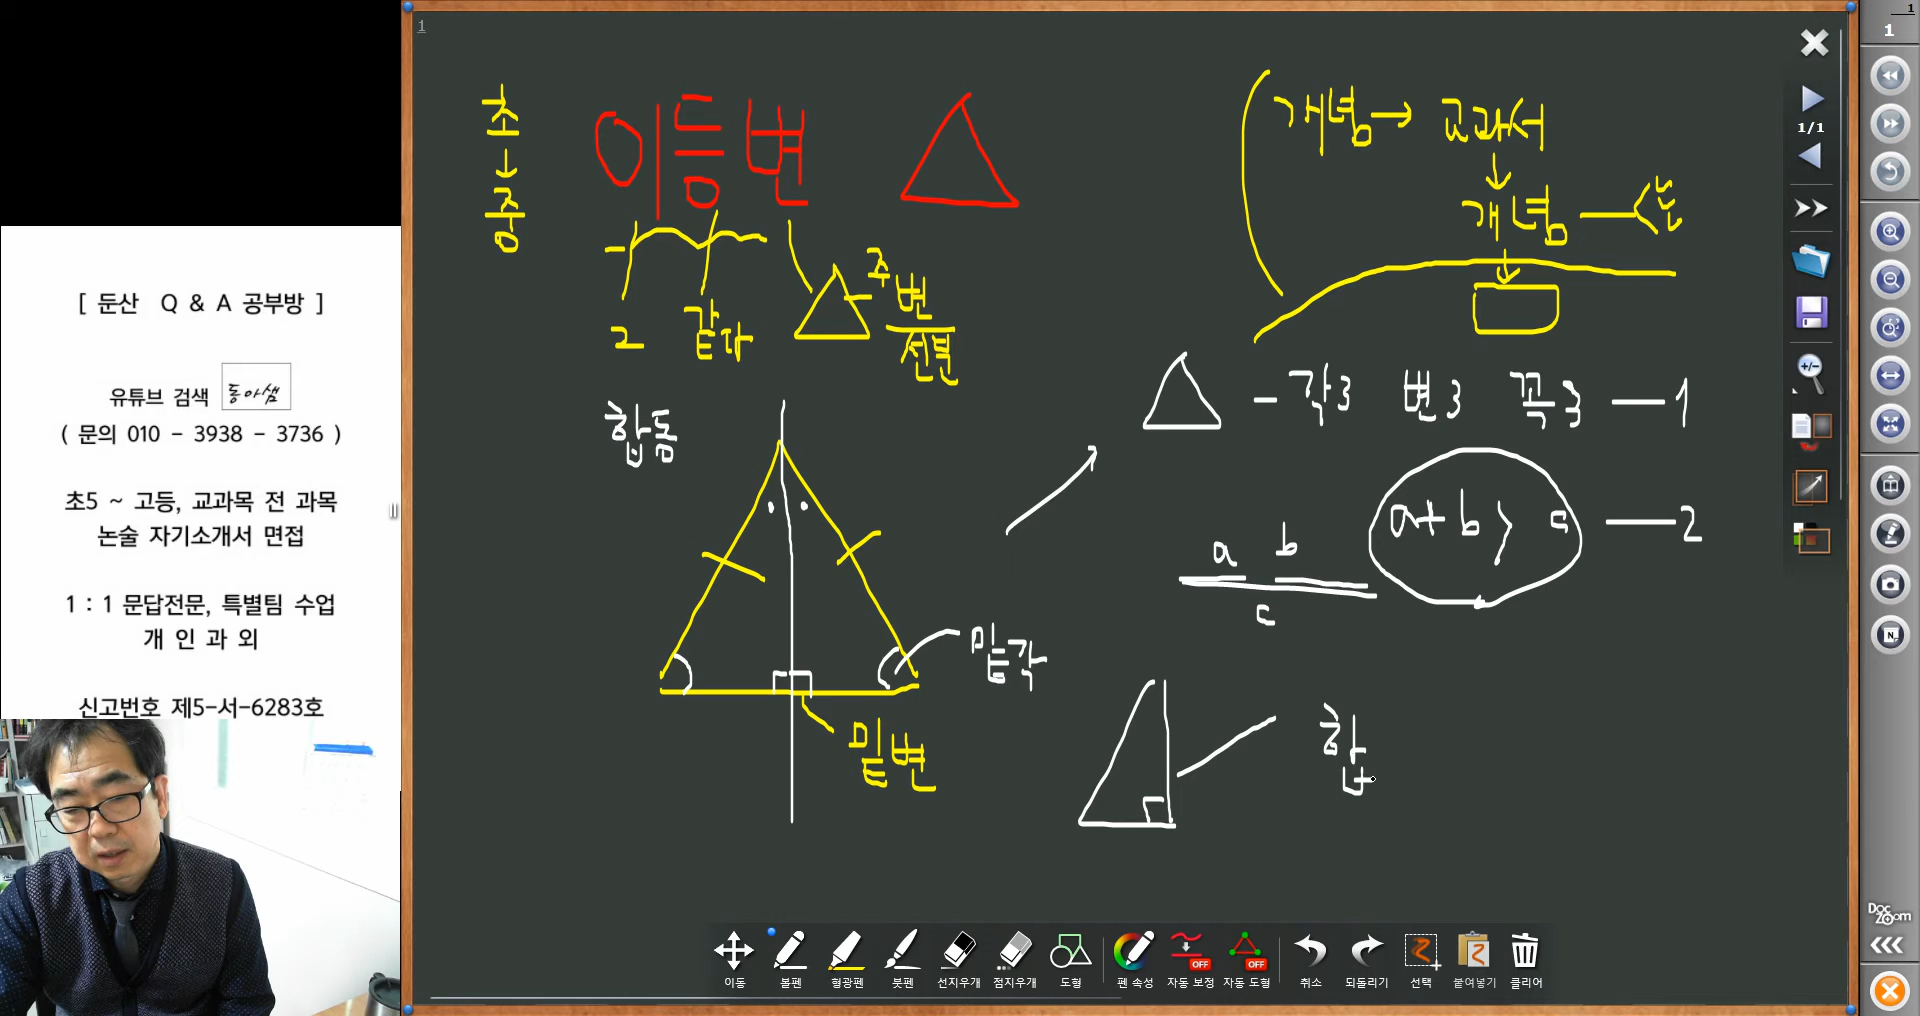 [ 둔산 Q & A 공부방 ]
유튜브 검색 동아샘
( 문의 010 - 3938 - 3736 )
초5 ~ 고등, 교과목 전 과목
논술 자기소개서 면접
1 : 1 문답전문, 특별팀 수업
개 인 과 외
신고번호 제5-서-6283호
1
초
↓
중
이등변 △
2 같다
주
변
선분
개념 → 교과서
↓
개념
↓
합동
밑각
밑변
△ - 각3 변3 꼭3 — 1
a b
c
a + b > c — 2
합
이동
볼펜
형광펜
붓펜
선지우개
점지우개
도형
펜 속성
OFF
자동 보정
OFF
자동 도형
취소
되돌리기
선택
붙여넣기
클리어
1/1
+/-
1
1
N
Doc
Zoom